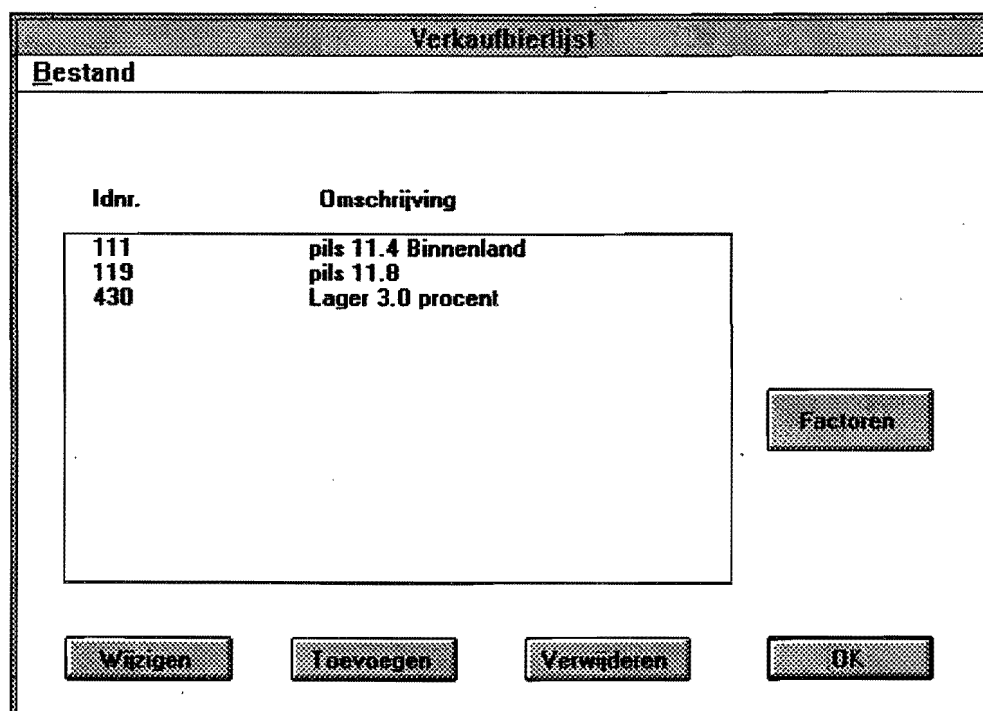 Verkaufbierlijst
Bestand
Idnr. Omschrijving
111 pils 11.4 Binnenland
119 pils 11.8
430 Lager 3.0 procent
Factoren
Wijzigen Toevoegen Verwijderen OK